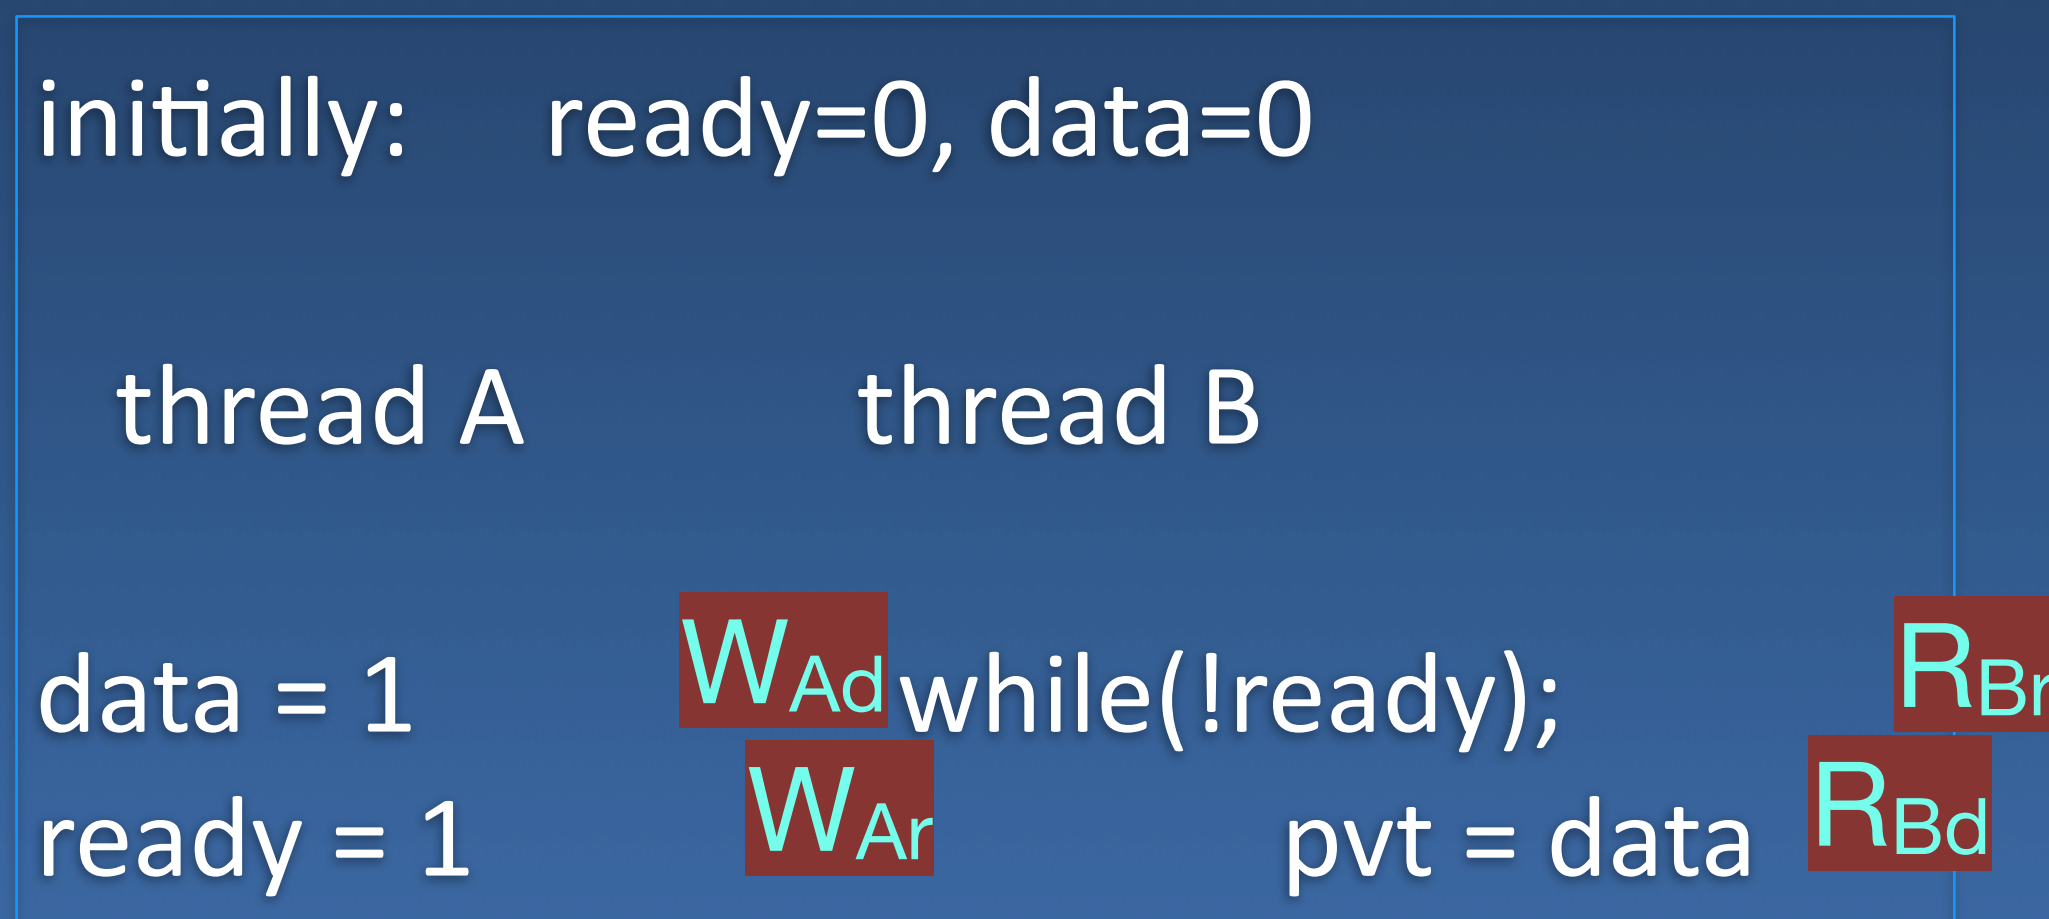 initially: ready=0, data=0
thread A thread B
data = 1 WAd while(!ready); RBr
ready = 1 WAr pvt = data RBd